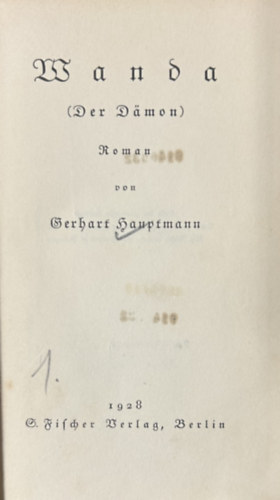 Wanda
(Der Dämon)
Roman
von
Gerhart Hauptmann
1.
1928
S. Fischer Verlag, Berlin